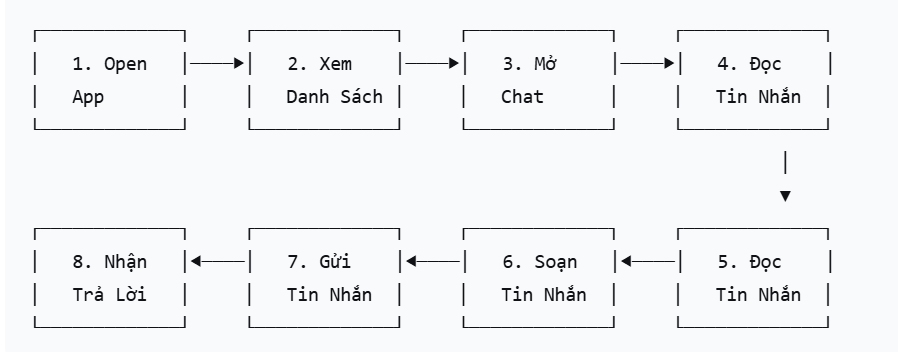 1. Open App
2. Xem Danh Sách
3. Mở Chat
4. Đọc Tin Nhắn
5. Đọc Tin Nhắn
6. Soạn Tin Nhắn
7. Gửi Tin Nhắn
8. Nhận Trả Lời